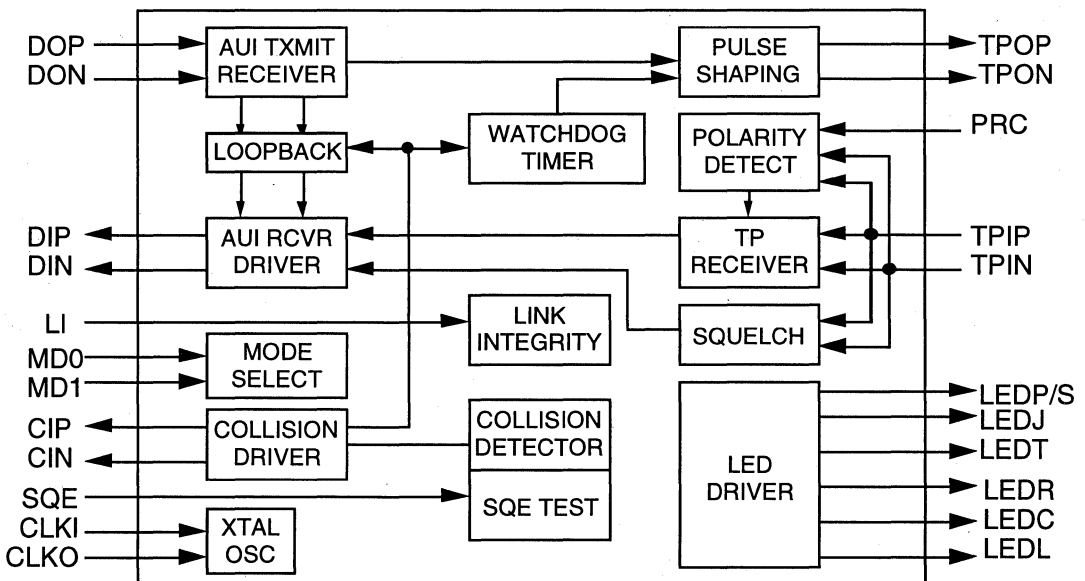 DOP
DON
AUI TXMIT
RECEIVER
PULSE
SHAPING
TPOP
TPON
LOOPBACK
WATCHDOG
TIMER
POLARITY
DETECT
PRC
DIP
DIN
AUI RCVR
DRIVER
TP
RECEIVER
TPIP
TPIN
LI
LINK
INTEGRITY
SQUELCH
MD0
MD1
MODE
SELECT
CIP
CIN
COLLISION
DRIVER
COLLISION
DETECTOR
SQE
SQE TEST
CLKI
CLKO
XTAL
OSC
LED
DRIVER
LEDP/S
LEDJ
LEDT
LEDR
LEDC
LEDL